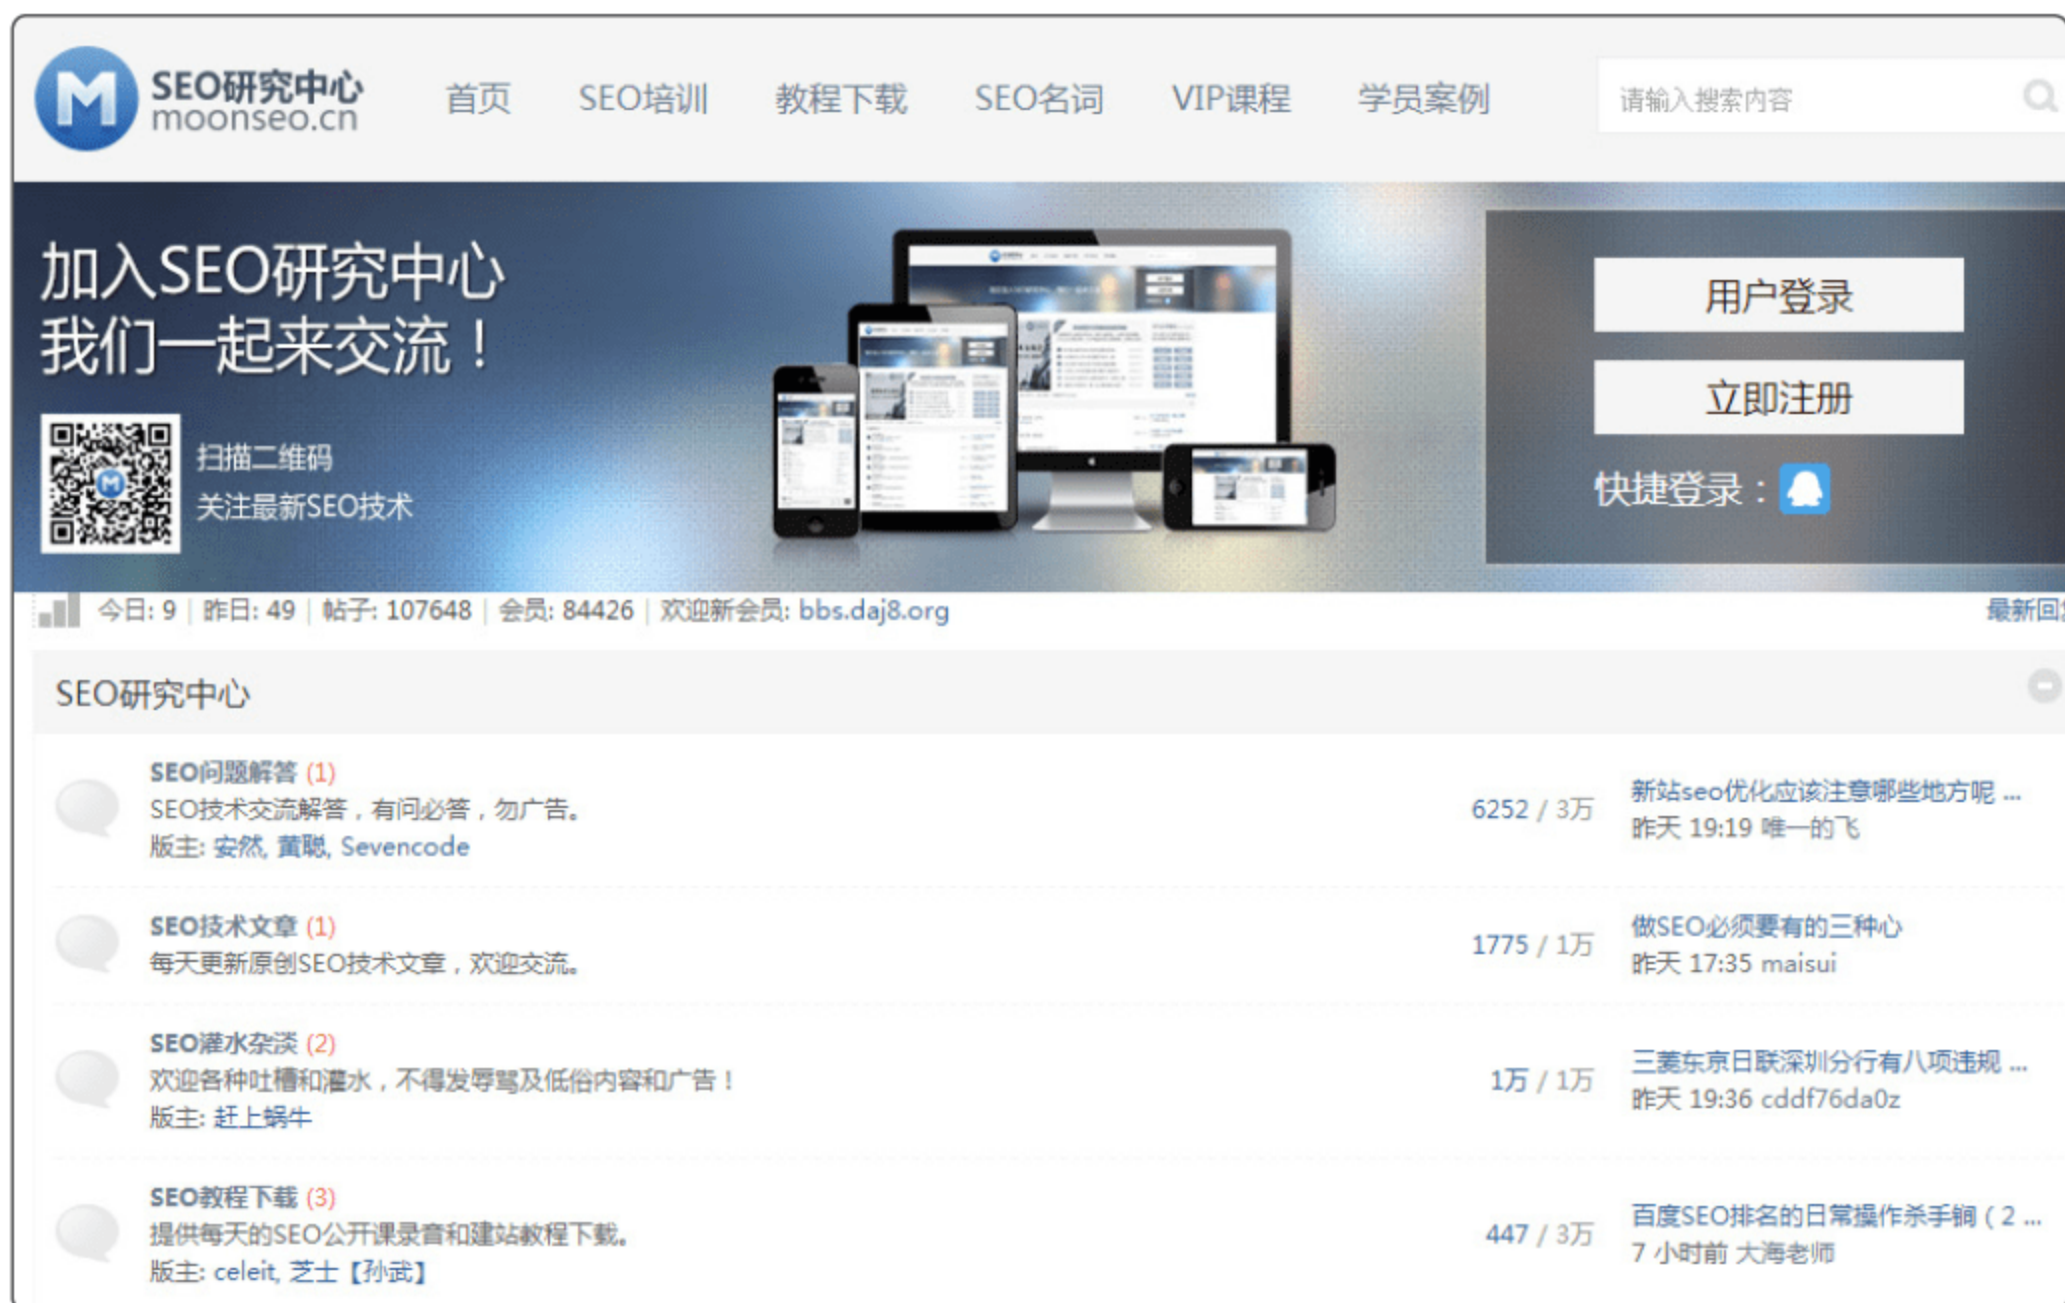 SEO研究中心
moonseo.cn
首页 SEO培训 教程下载 SEO名词 VIP课程 学员案例 请输入搜索内容
加入SEO研究中心
我们一起来交流！
扫描二维码
关注最新SEO技术
用户登录
立即注册
快捷登录：
今日: 9 | 昨日: 49 | 帖子: 107648 | 会员: 84426 | 欢迎新会员: bbs.daj8.org 最新回
SEO研究中心
SEO问题解答 (1)
SEO技术交流解答，有问必答，勿广告。
版主: 安然, 黄聪, Sevencode
6252 / 3万
新站seo优化应该注意哪些地方呢 ...
昨天 19:19 唯一的飞
SEO技术文章 (1)
每天更新原创SEO技术文章，欢迎交流。
1775 / 1万
做SEO必须要有的三种心
昨天 17:35 maisui
SEO灌水杂淡 (2)
欢迎各种吐槽和灌水，不得发辱骂及低俗内容和广告！
版主: 赶上蜗牛
1万 / 1万
三菱东京日联深圳分行有八项违规 ...
昨天 19:36 cddf76da0z
SEO教程下载 (3)
提供每天的SEO公开课录音和建站教程下载。
版主: celeit, 芝士【孙武】
447 / 3万
百度SEO排名的日常操作杀手锏 ( 2 ...
7 小时前 大海老师